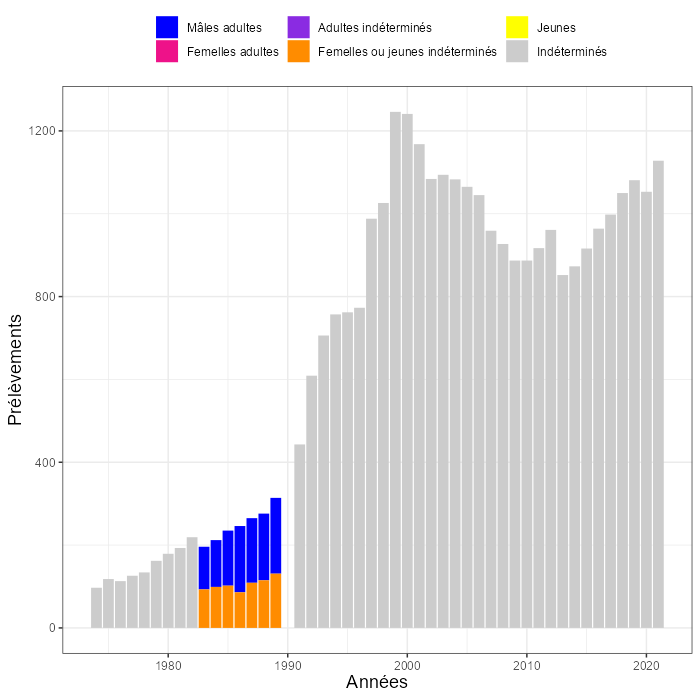 Mâles adultes
Adultes indéterminés
Jeunes
Femelles adultes
Femelles ou jeunes indéterminés
Indéterminés
1200
800
400
0
Prélèvements
1980
1990
2000
2010
2020
Années